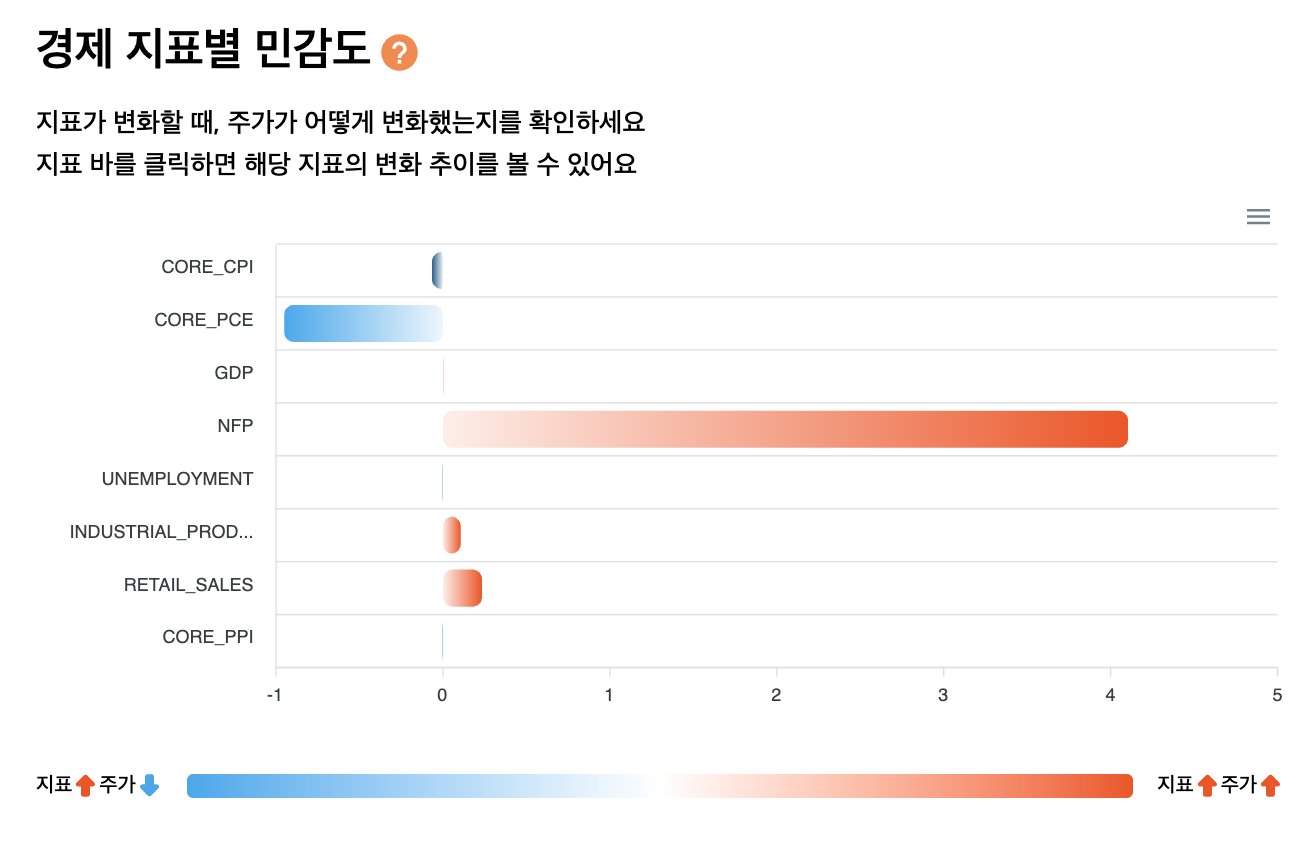 경제 지표별 민감도 ?
지표가 변화할 때, 주가가 어떻게 변화했는지를 확인하세요
지표 바를 클릭하면 해당 지표의 변화 추이를 볼 수 있어요
CORE_CPI
CORE_PCE
GDP
NFP
UNEMPLOYMENT
INDUSTRIAL_PROD...
RETAIL_SALES
CORE_PPI
-1 0 1 2 3 4 5
지표 주가 지표 주가